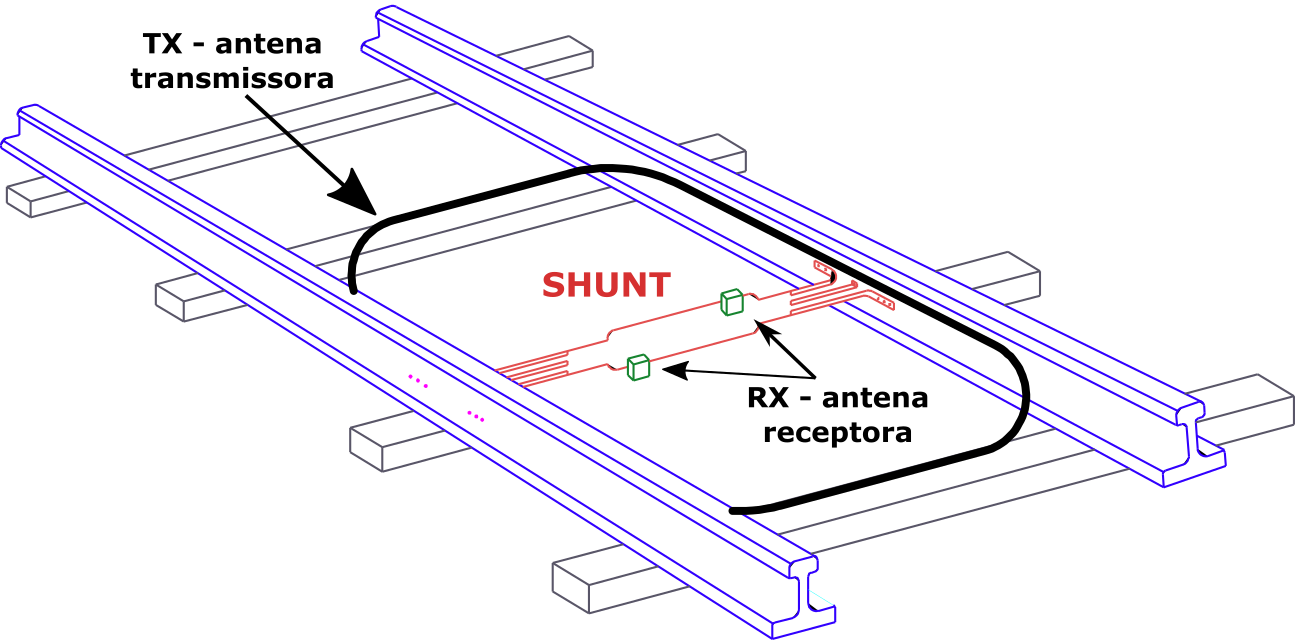 TX - antena
transmissora
SHUNT
RX - antena
receptora